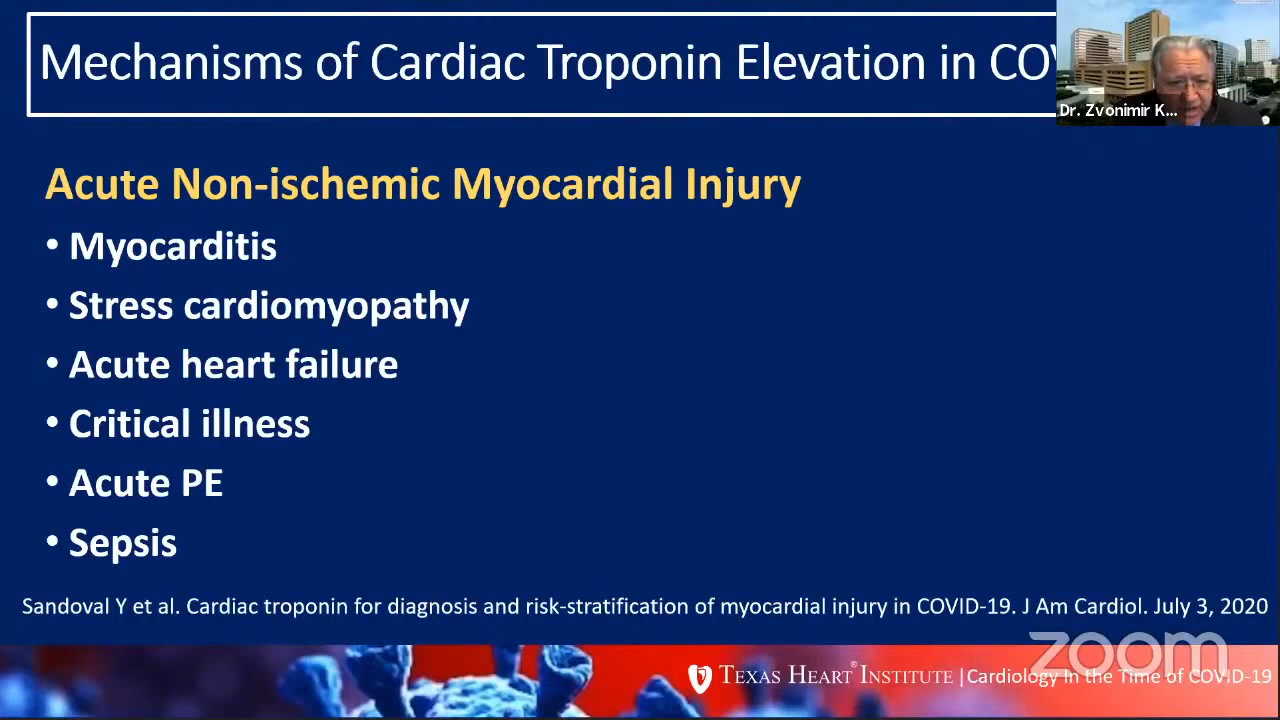 Mechanisms of Cardiac Troponin Elevation in COV
Dr. Zvonimir K...
Acute Non-ischemic Myocardial Injury
• Myocarditis
• Stress cardiomyopathy
• Acute heart failure
• Critical illness
• Acute PE
• Sepsis
Sandoval Y et al. Cardiac troponin for diagnosis and risk-stratification of myocardial injury in COVID-19. J Am Cardiol. July 3, 2020
zoom
TEXAS HEART® INSTITUTE | Cardiology in the Time of COVID-19